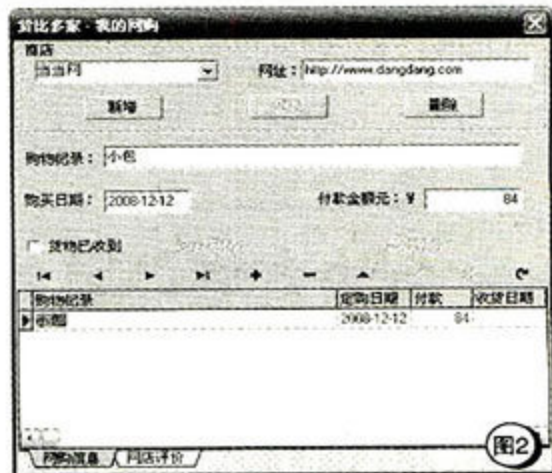 货比多家 - 我的网购
商店
当当网 网址：http://www.dangdang.com
新增 删除
购物纪录：小包
购买日期：2008-12-12 付款金额元：¥ 84
货物已收到
购物纪录 定购日期 付款 收货日期
小包 2008-12-12 84
网购信息 网店评价
图2